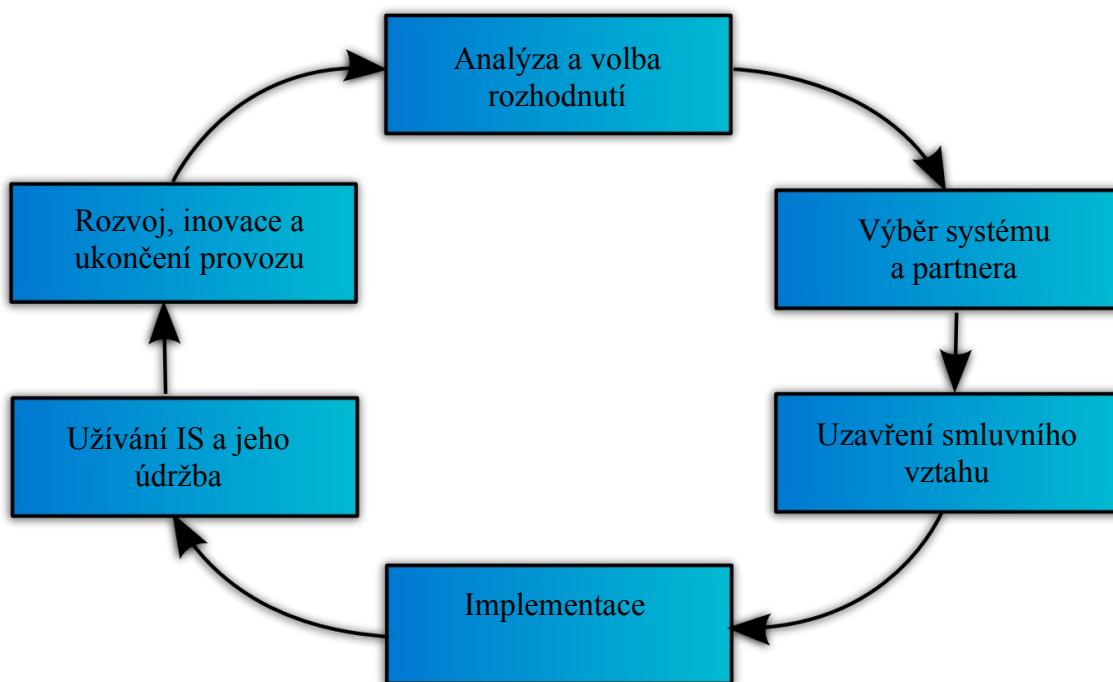 Analýza a volba
rozhodnutí
Výběr systému
a partnera
Uzavření smluvního
vztahu
Implementace
Užívání IS a jeho
údržba
Rozvoj, inovace a
ukončení provozu